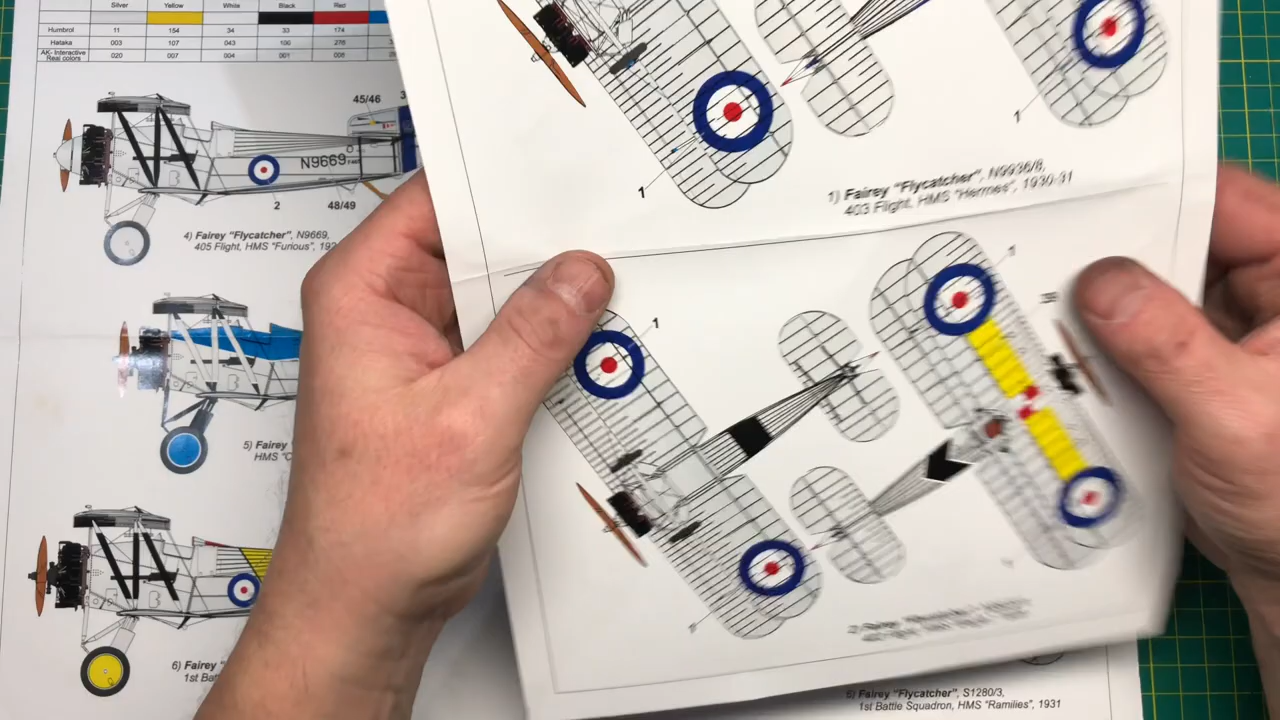 Silver Yellow White Black Red
Humbrol 11 154 34 33 174
Hataka 003 107 043 100
AK- Interactive 020 007 004 001
Real colors
45/46
N9669
2
48/49
4) Fairey "Flycatcher", N9669,
405 Flight, HMS "Furious",
5) Fairey
HMS
6) Fairey
1st
1
1
1) Fairey "Flycatcher", N9936/8,
403 Flight, HMS "Hermes", 1930-31
1
1
6) Fairey "Flycatcher", S1280/3,
1st Battle Squadron, HMS "Ramilies", 1931